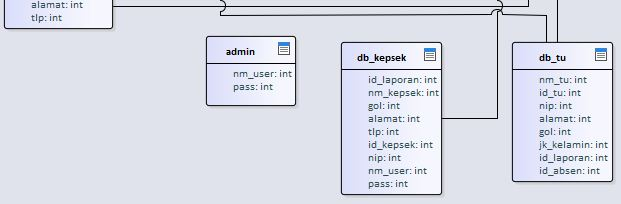 alamat: int
tlp: int
admin
nm_user: int
pass: int
db_kepsek
id_laporan: int
nm_kepsek: int
gol: int
alamat: int
tlp: int
id_kepsek: int
nip: int
nm_user: int
pass: int
db_tu
nm_tu: int
id_tu: int
nip: int
alamat: int
gol: int
jk_kelamin: int
id_laporan: int
id_absen: int